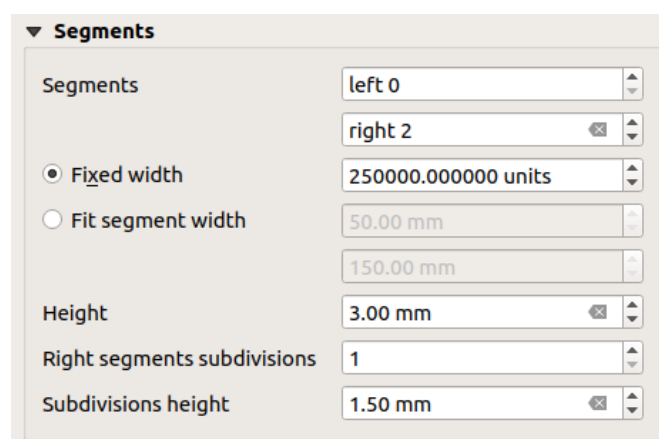 Segments
Segments left 0
right 2
Fixed width 250000.000000 units
Fit segment width 50.00 mm
150.00 mm
Height 3.00 mm
Right segments subdivisions 1
Subdivisions height 1.50 mm